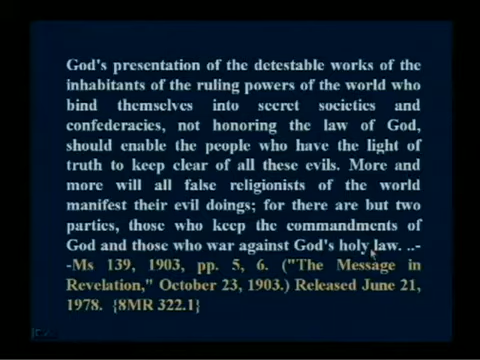 God's presentation of the detestable works of the
inhabitants of the ruling powers of the world who
bind themselves into secret societies and
confederacies, not honoring the law of God,
should enable the people who have the light of
truth to keep clear of all these evils. More and
more will all false religionists of the world
manifest their evil doings; for there are but two
parties, those who keep the commandments of
God and those who war against God's holy law. ..-
-Ms 139, 1903, pp. 5, 6. ("The Message in
Revelation," October 23, 1903.) Released June 21,
1978. {8MR 322.1}